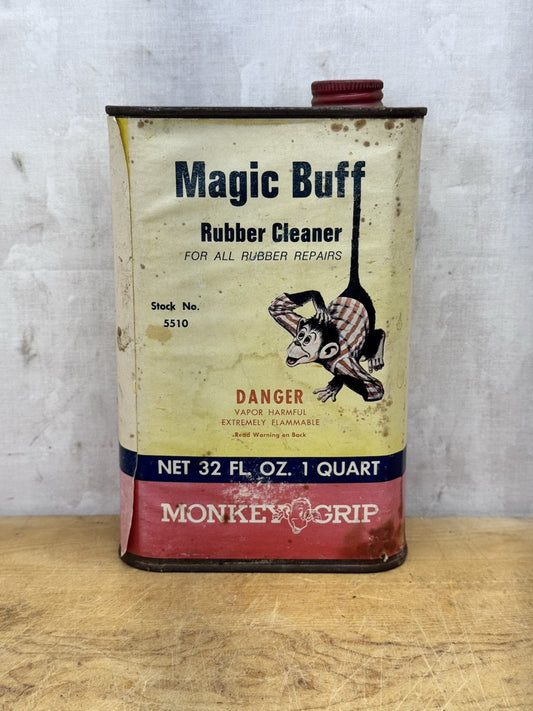 Magic Buff
Rubber Cleaner
FOR ALL RUBBER REPAIRS
Stock No.
5510
DANGER
VAPOR HARMFUL
EXTREMELY FLAMMABLE
Read Warning on Back
NET 32 FL. OZ. 1 QUART
MONKEY GRIP